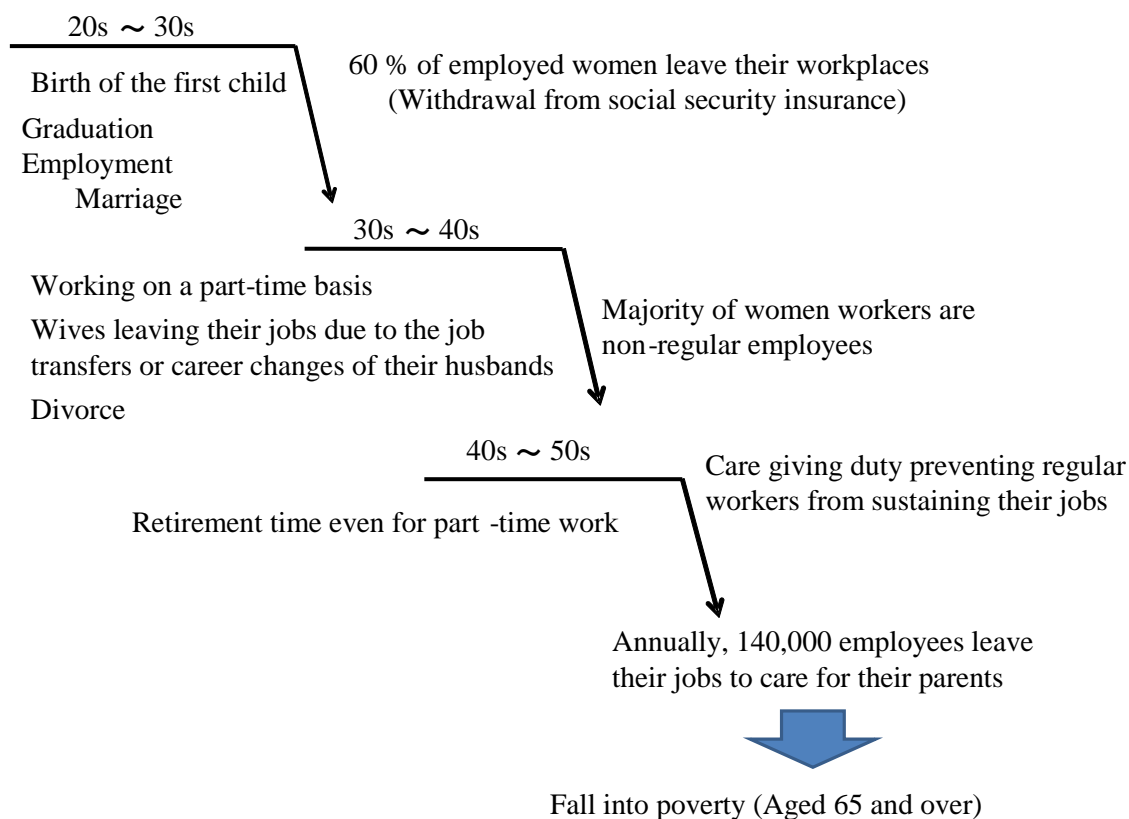 20s ～ 30s
60 % of employed women leave their workplaces
(Withdrawal from social security insurance)
Birth of the first child
Graduation
Employment
Marriage
30s ～ 40s
Working on a part-time basis
Wives leaving their jobs due to the job
transfers or career changes of their husbands
Divorce
Majority of women workers are
non-regular employees
40s ～ 50s
Care giving duty preventing regular
workers from sustaining their jobs
Retirement time even for part -time work
Annually, 140,000 employees leave
their jobs to care for their parents
Fall into poverty (Aged 65 and over)